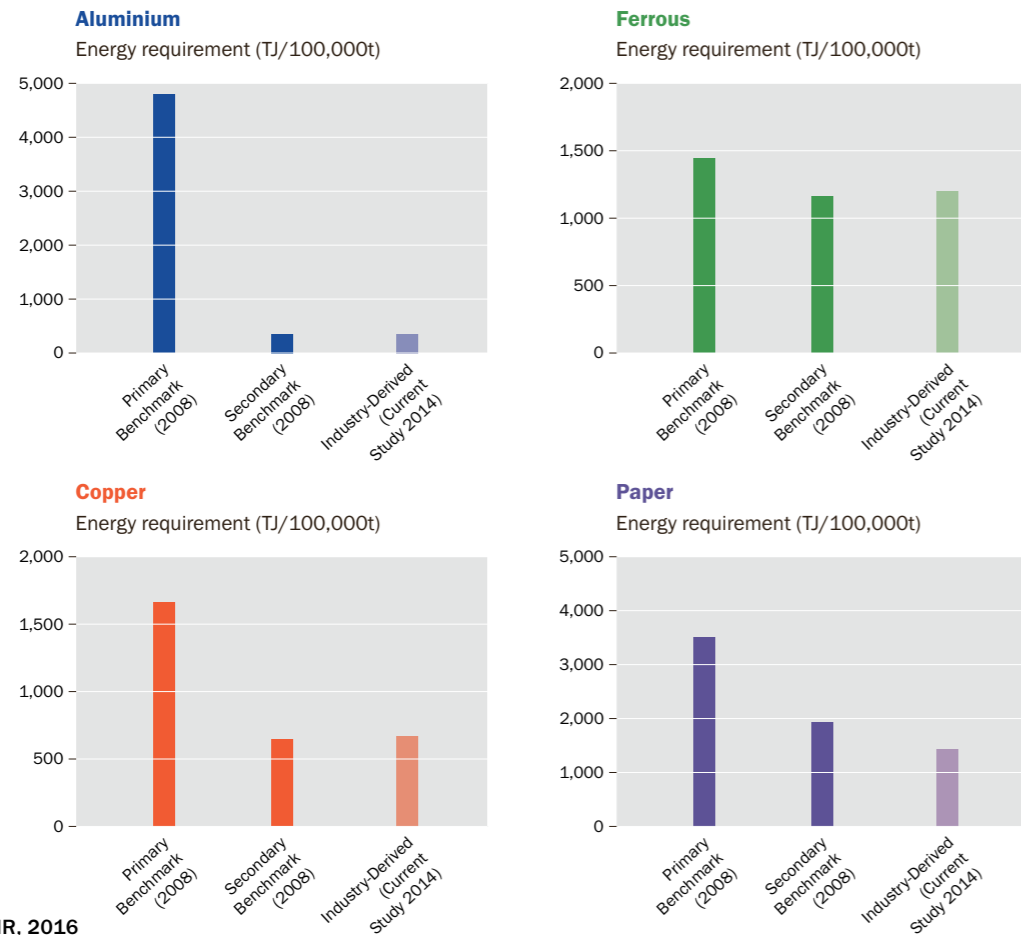 Aluminium
Energy requirement (TJ/100,000t)
5,000
4,000
3,000
2,000
1,000
0
Primary
Benchmark
(2008)
Secondary
Benchmark
(2008)
Industry-Derived
(Current
Study 2014)
Ferrous
Energy requirement (TJ/100,000t)
2,000
1,500
1,000
500
0
Primary
Benchmark
(2008)
Secondary
Benchmark
(2008)
Industry-Derived
(Current
Study 2014)
Copper
Energy requirement (TJ/100,000t)
2,000
1,500
1,000
500
0
Primary
Benchmark
(2008)
Secondary
Benchmark
(2008)
Industry-Derived
(Current
Study 2014)
Paper
Energy requirement (TJ/100,000t)
5,000
4,000
3,000
2,000
1,000
0
Primary
Benchmark
(2008)
Secondary
Benchmark
(2008)
Industry-Derived
(Current
Study 2014)
2016